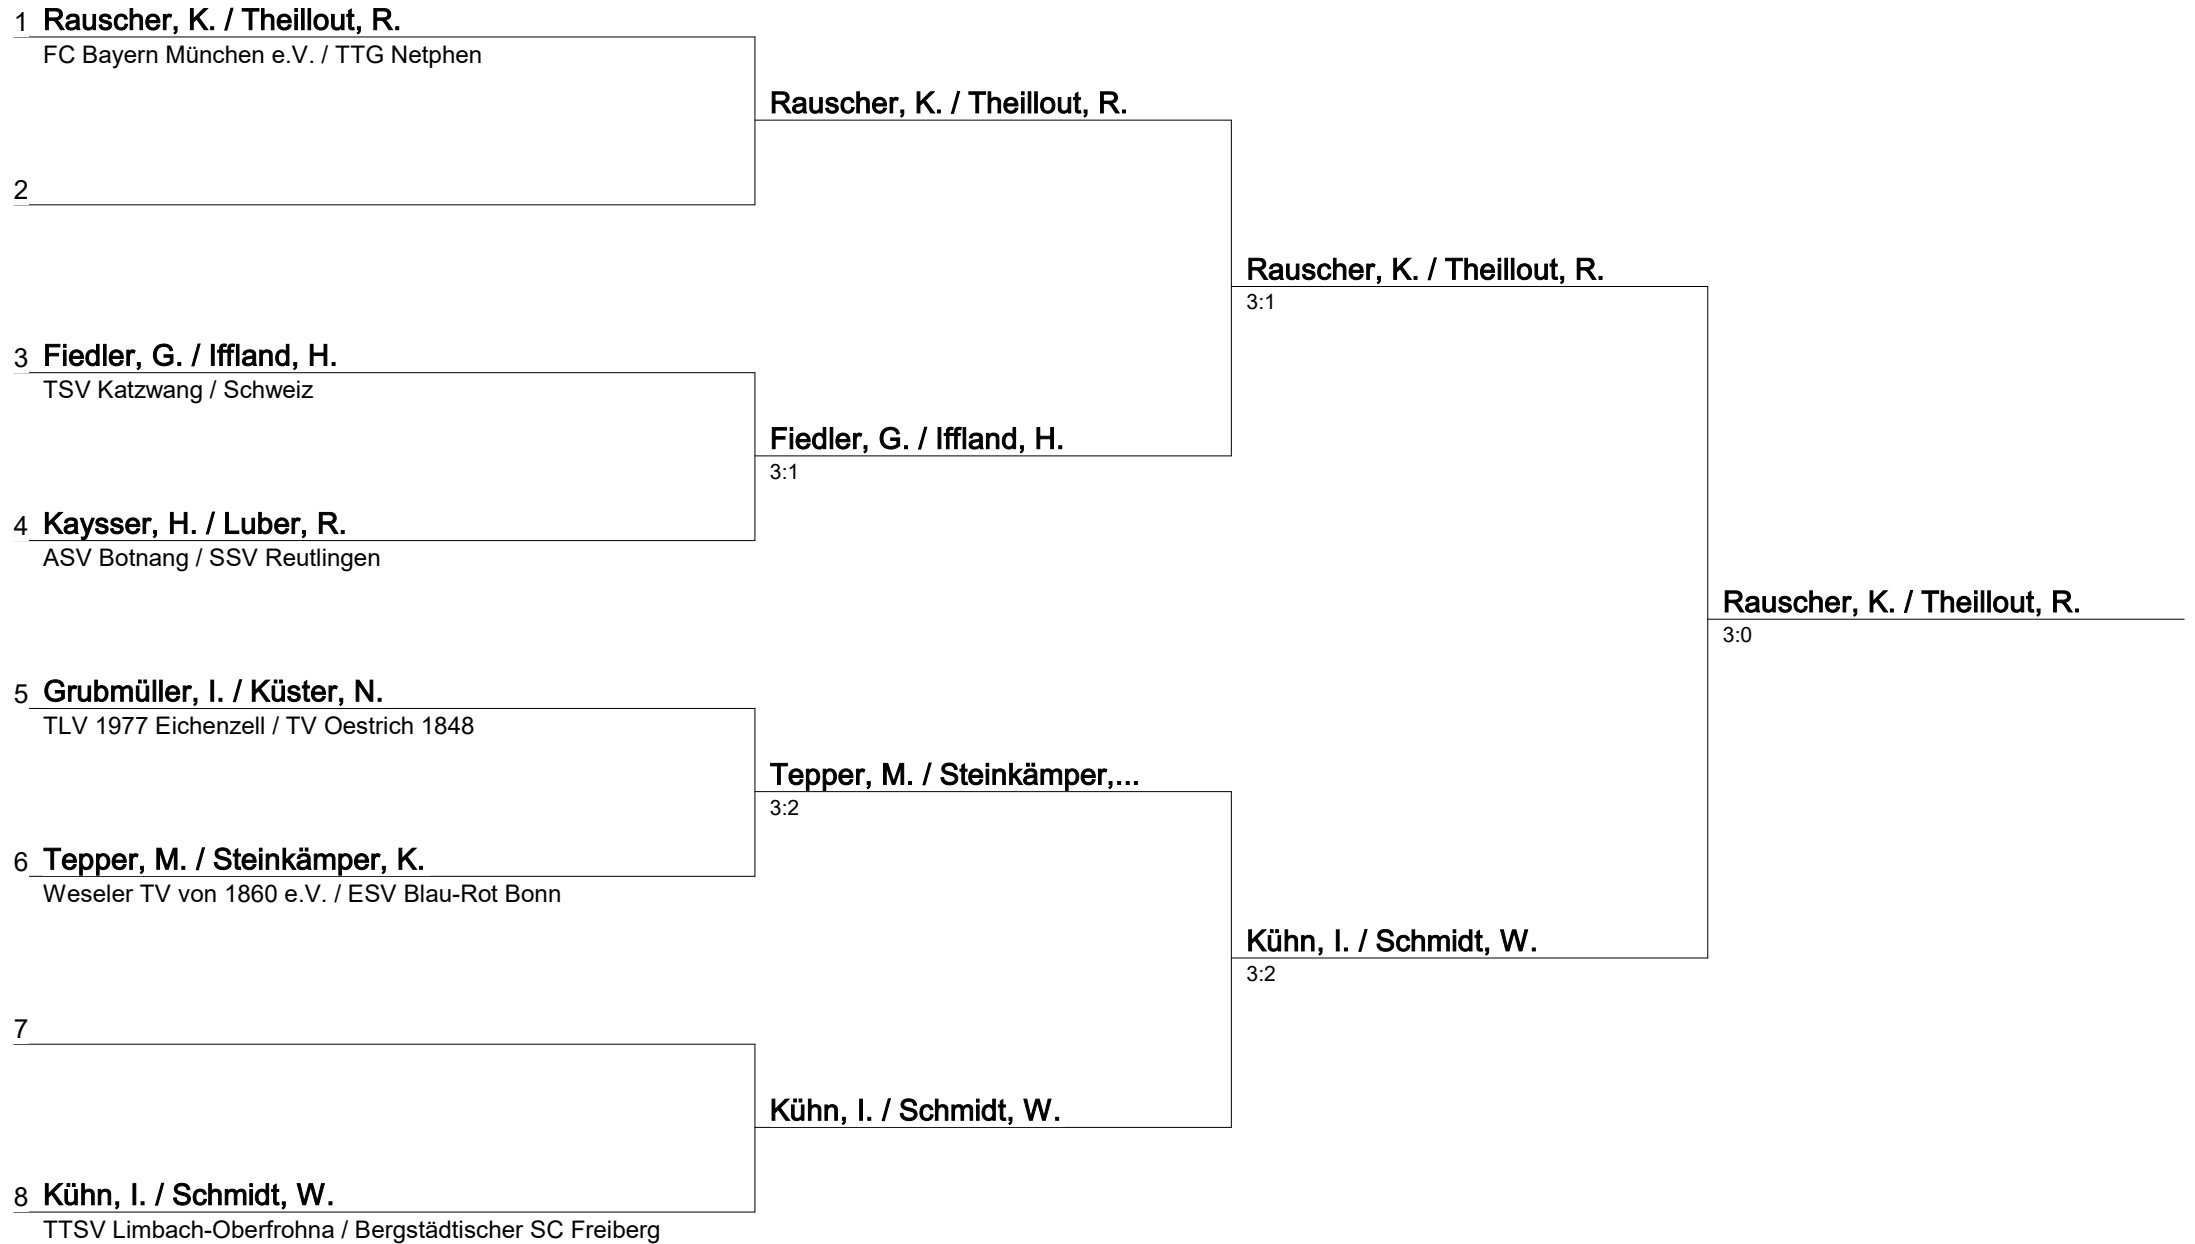 1 Rauscher, K. / Theillout, R.
FC Bayern München e.V. / TTG Netphen
Rauscher, K. / Theillout, R.
2
Rauscher, K. / Theillout, R.
3:1
3 Fiedler, G. / Iffland, H.
TSV Katzwang / Schweiz
Fiedler, G. / Iffland, H.
3:1
4 Kaysser, H. / Luber, R.
ASV Botnang / SSV Reutlingen
Rauscher, K. / Theillout, R.
3:0
5 Grubmüller, I. / Küster, N.
TLV 1977 Eichenzell / TV Oestrich 1848
Tepper, M. / Steinkämper,...
3:2
6 Tepper, M. / Steinkämper, K.
Weseler TV von 1860 e.V. / ESV Blau-Rot Bonn
Kühn, I. / Schmidt, W.
3:2
7
Kühn, I. / Schmidt, W.
8 Kühn, I. / Schmidt, W.
TTSV Limbach-Oberfrohna / Bergstädtischer SC Freiberg